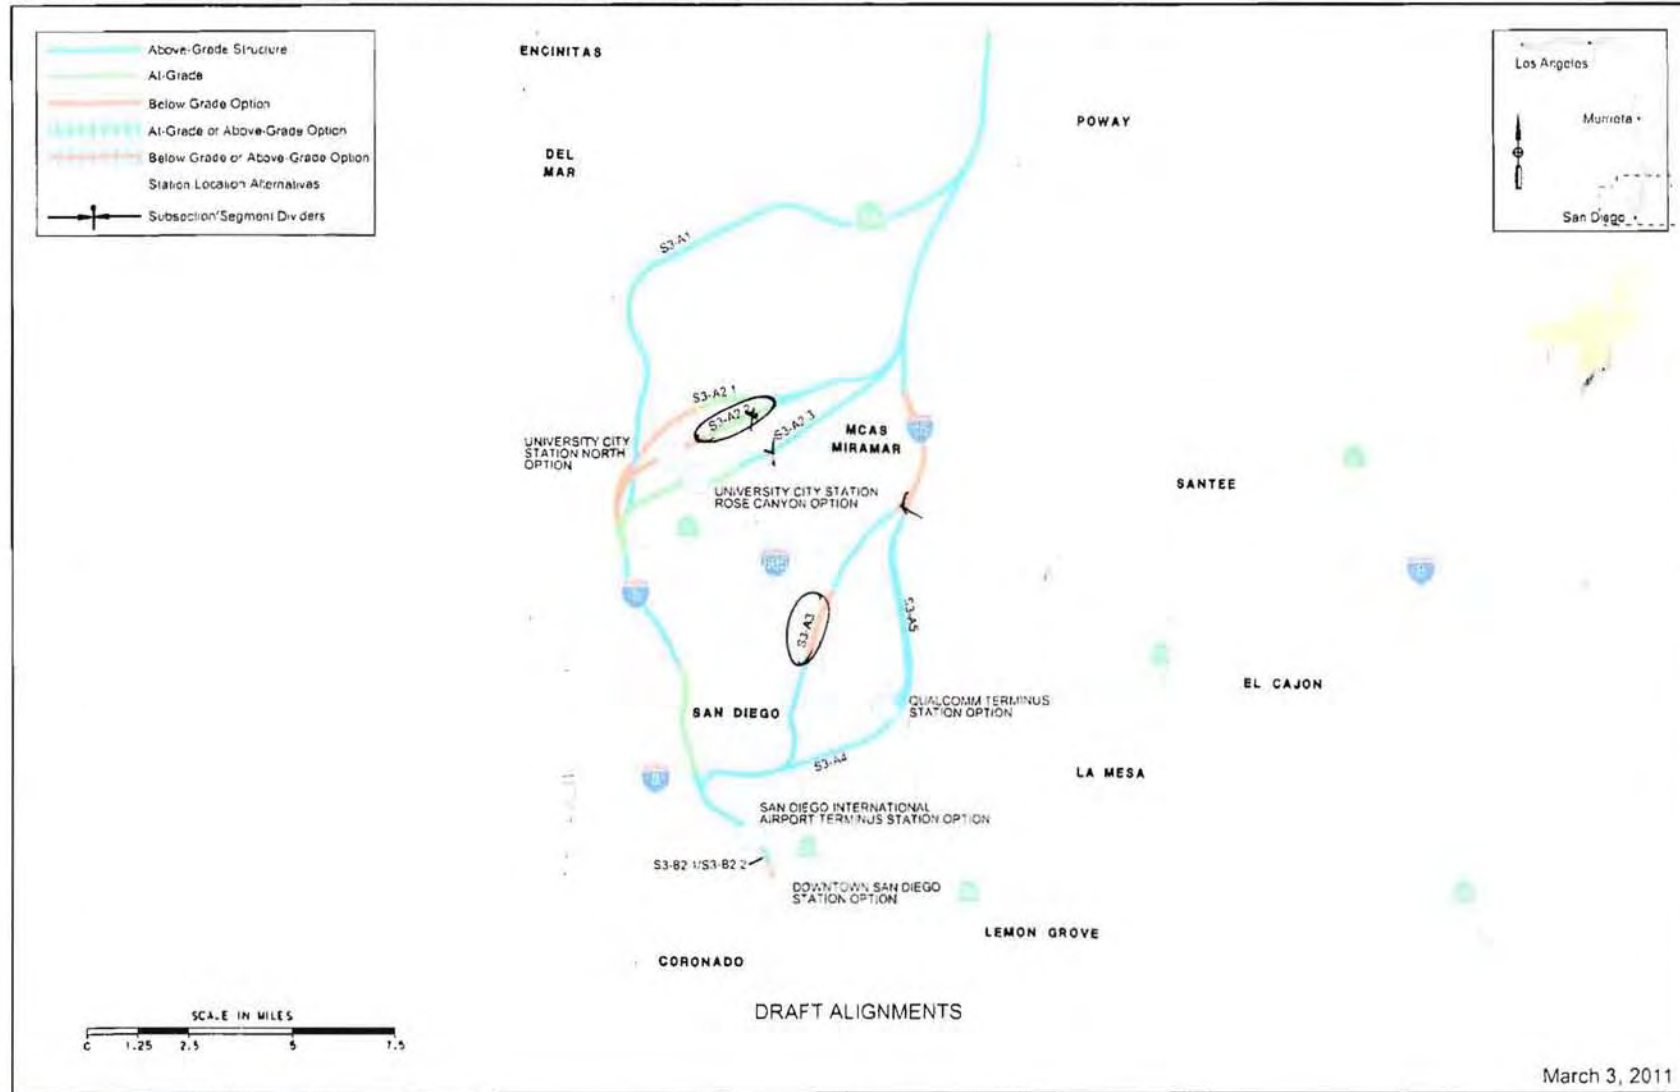 Above-Grade Structure
At-Grade
Below Grade Option
At-Grade or Above-Grade Option
Below Grade or Above-Grade Option
Station Location Alternatives
Subsection/Segment Dividers
ENCINITAS
DEL
MAR
POWAY
Los Angeles
Murrieta
San Diego
S3-A1
S3-A2.1
S3-A2.2
S3-A2.3
MCAS
MIRAMAR
15
UNIVERSITY CITY
STATION NORTH
OPTION
UNIVERSITY CITY STATION
ROSE CANYON OPTION
SANTEE
5
8
S3-A3
S3-A5
EL CAJON
SAN DIEGO
QUALCOMM TERMINUS
STATION OPTION
S3-A4
LA MESA
8
SAN DIEGO INTERNATIONAL
AIRPORT TERMINUS STATION OPTION
S3-B2.1/S3-B2.2
DOWNTOWN SAN DIEGO
STATION OPTION
LEMON GROVE
CORONADO
DRAFT ALIGNMENTS
SCALE IN MILES
0 1.25 2.5 5 7.5
March 3, 2011